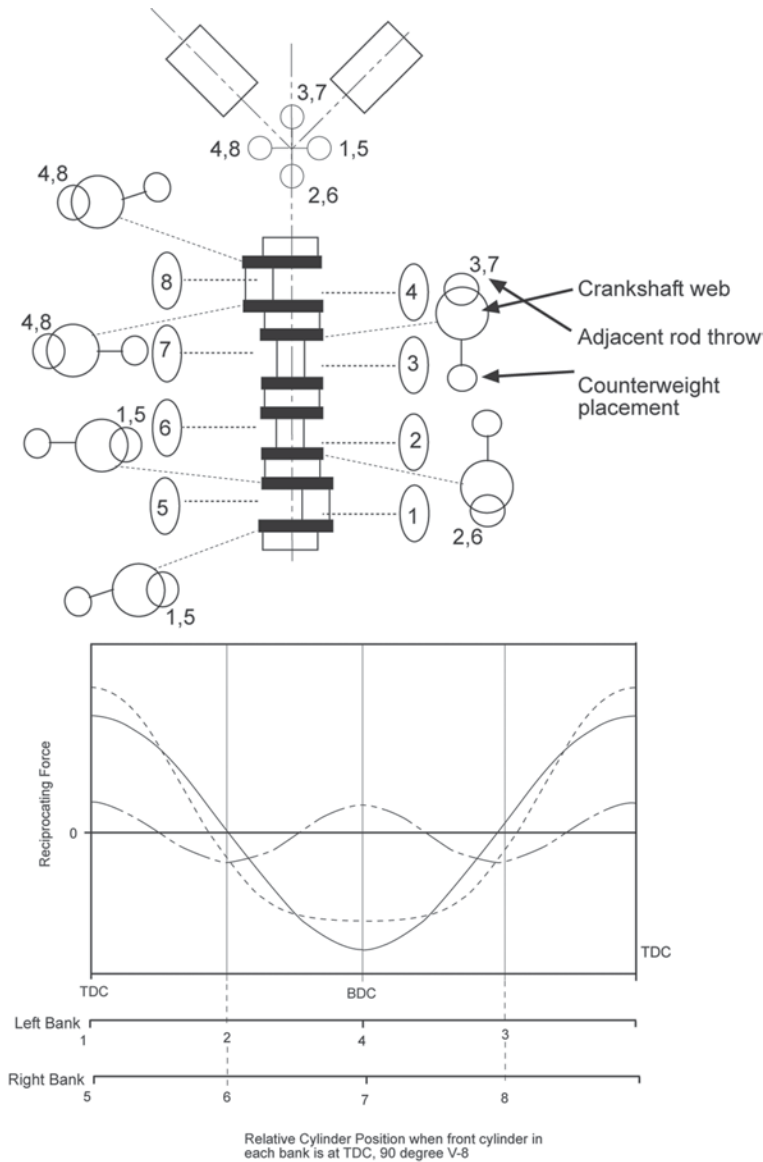 3,7
4,8
1,5
2,6
4,8
8
4
3,7
Crankshaft web
Adjacent rod throw
Counterweight
placement
4,8
7
3
1,5
6
2
5
1
2,6
1,5
Reciprocating Force
0
TDC
TDC
BDC
Left Bank
1
2
4
3
Right Bank
5
6
7
8
Relative Cylinder Position when front cylinder in
each bank is at TDC, 90 degree V-8